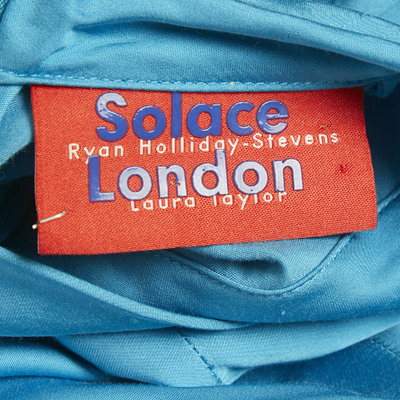 Solace
Ryan Holliday-Stevens
London
Laura Taylor